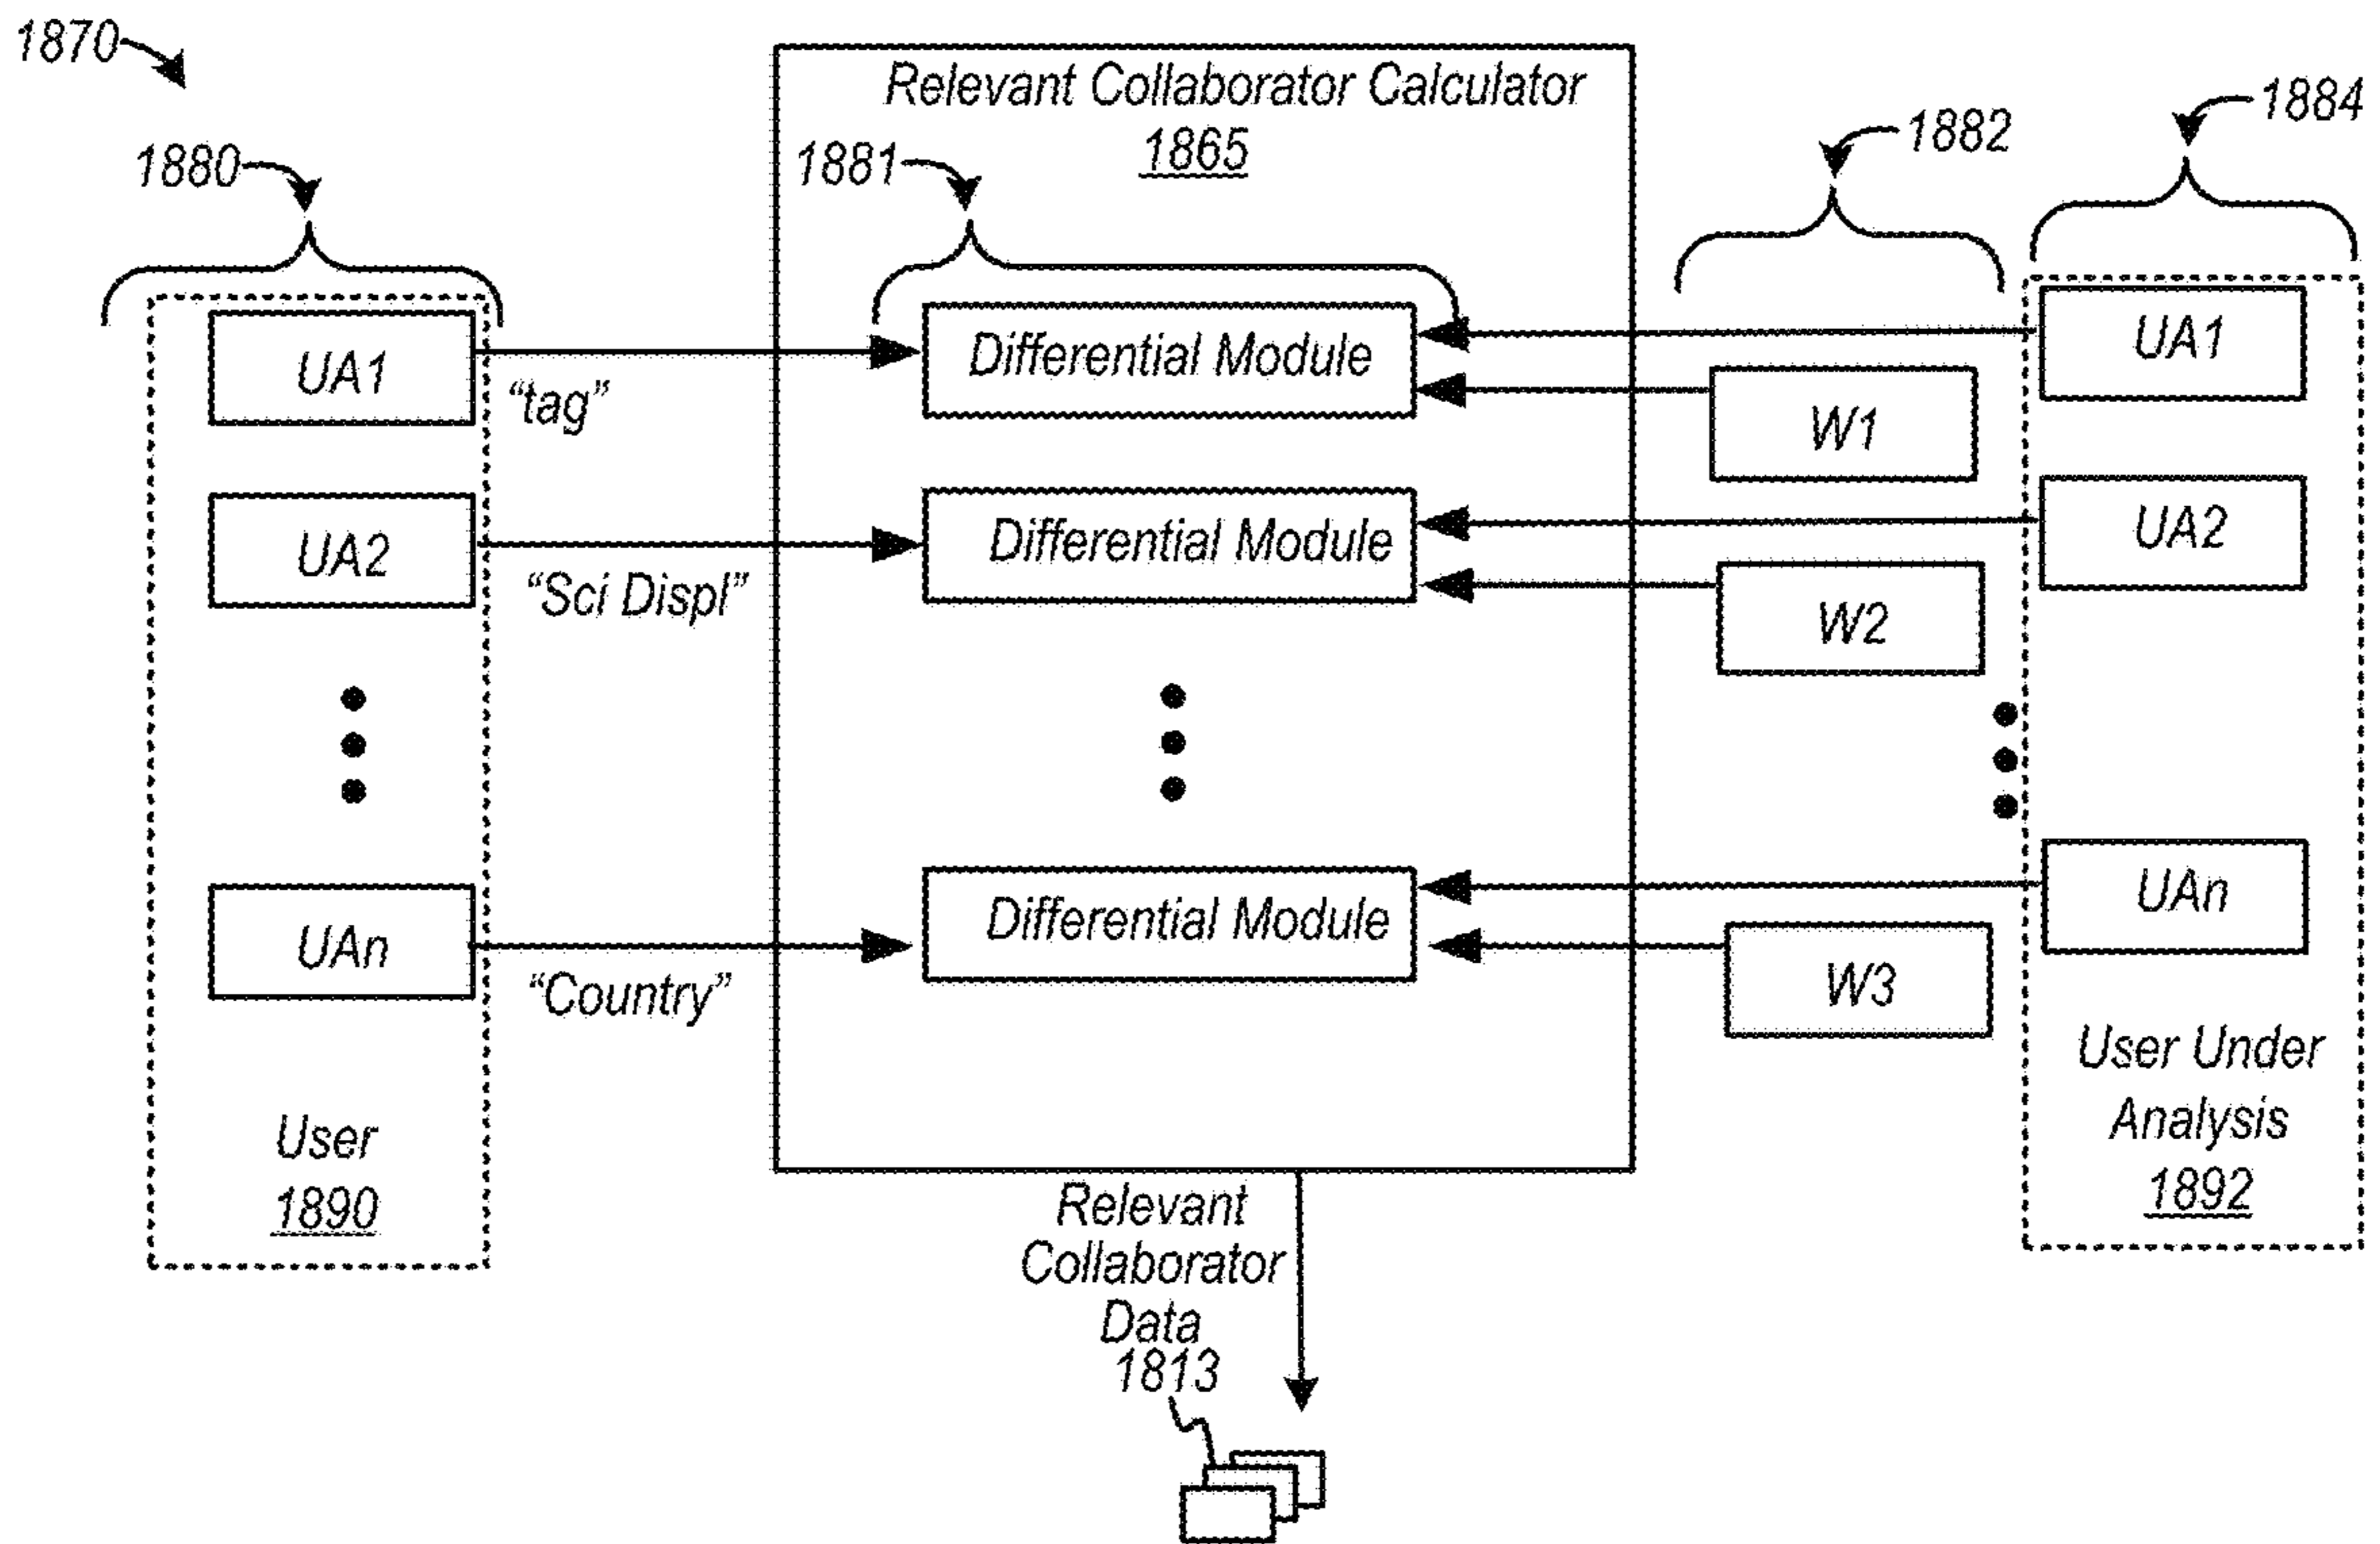 1870
Relevant Collaborator Calculator
1865
1884
1882
1880
1881
UA1
"tag"
Differential Module
UA1
W1
UA2
"Sci Displ"
Differential Module
UA2
W2
UAn
"Country"
Differential Module
UAn
W3
User
1890
User Under
Analysis
1892
Relevant
Collaborator
Data
1813